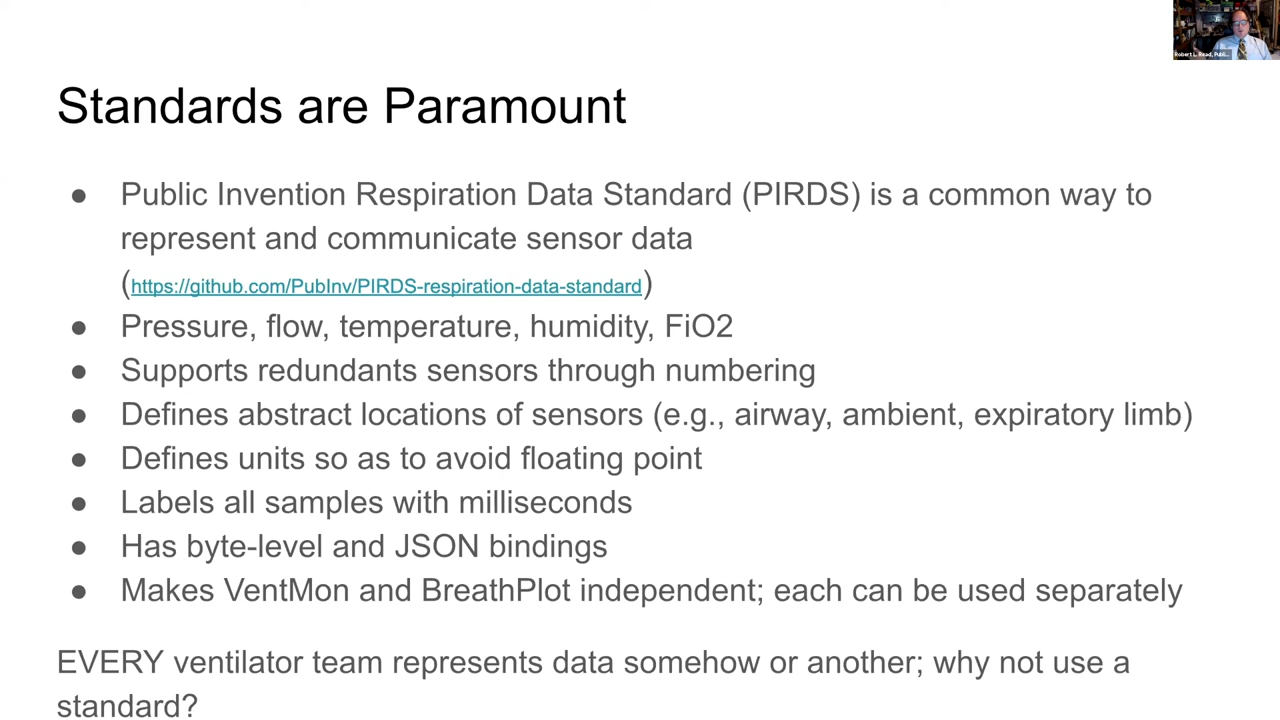 Robert L. Read, Publi...
Standards are Paramount
● Public Invention Respiration Data Standard (PIRDS) is a common way to
represent and communicate sensor data
(https://github.com/PubInv/PIRDS-respiration-data-standard)
● Pressure, flow, temperature, humidity, FiO2
● Supports redundants sensors through numbering
● Defines abstract locations of sensors (e.g., airway, ambient, expiratory limb)
● Defines units so as to avoid floating point
● Labels all samples with milliseconds
● Has byte-level and JSON bindings
● Makes VentMon and BreathPlot independent; each can be used separately
EVERY ventilator team represents data somehow or another; why not use a
standard?